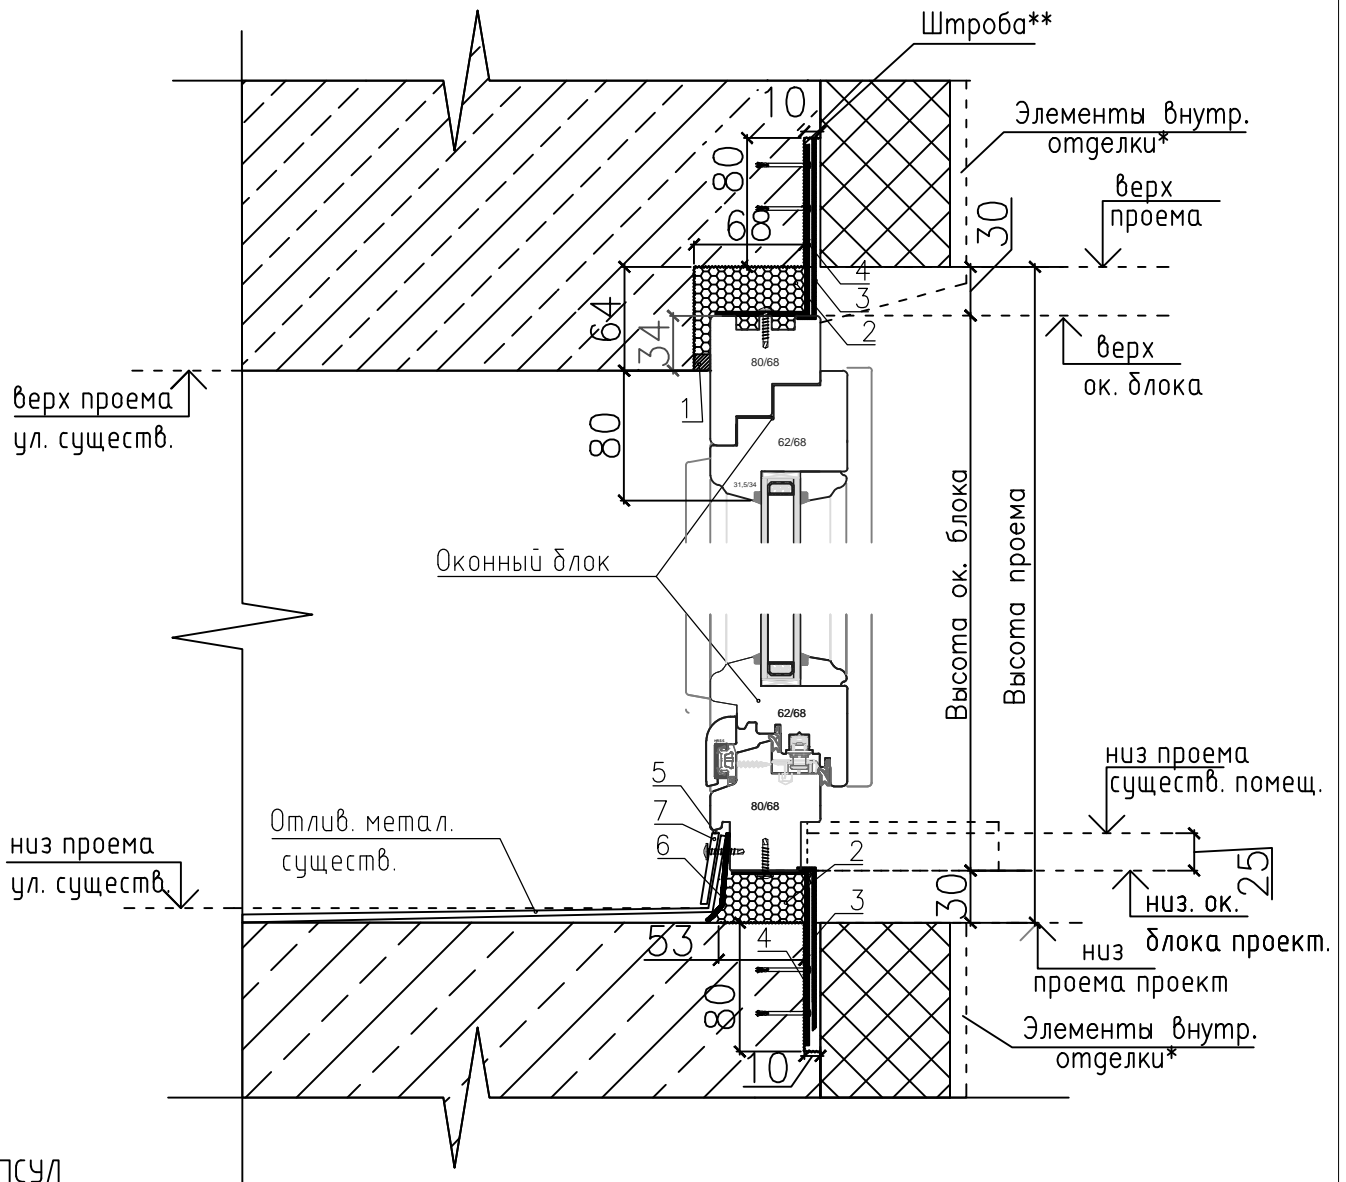 Штроба**
10
Элементы внутр.
отделки*
80
верх
проема
30
68
4
3
64
34
2
верх
ок. блока
80/68
верх проема
ул. существ.
1
80
62/68
31,5/34
Оконный блок
Высота ок. блока
Высота проема
62/68
низ проема
существ. помещ.
5
7
80/68
Отлив. метал.
существ.
6
2
низ проема
ул. существ.
25
30
3
низ. ок.
блока проект.
53
4
низ
проема проект
80
Элементы внутр.
отделки*
10
ПСУЛ